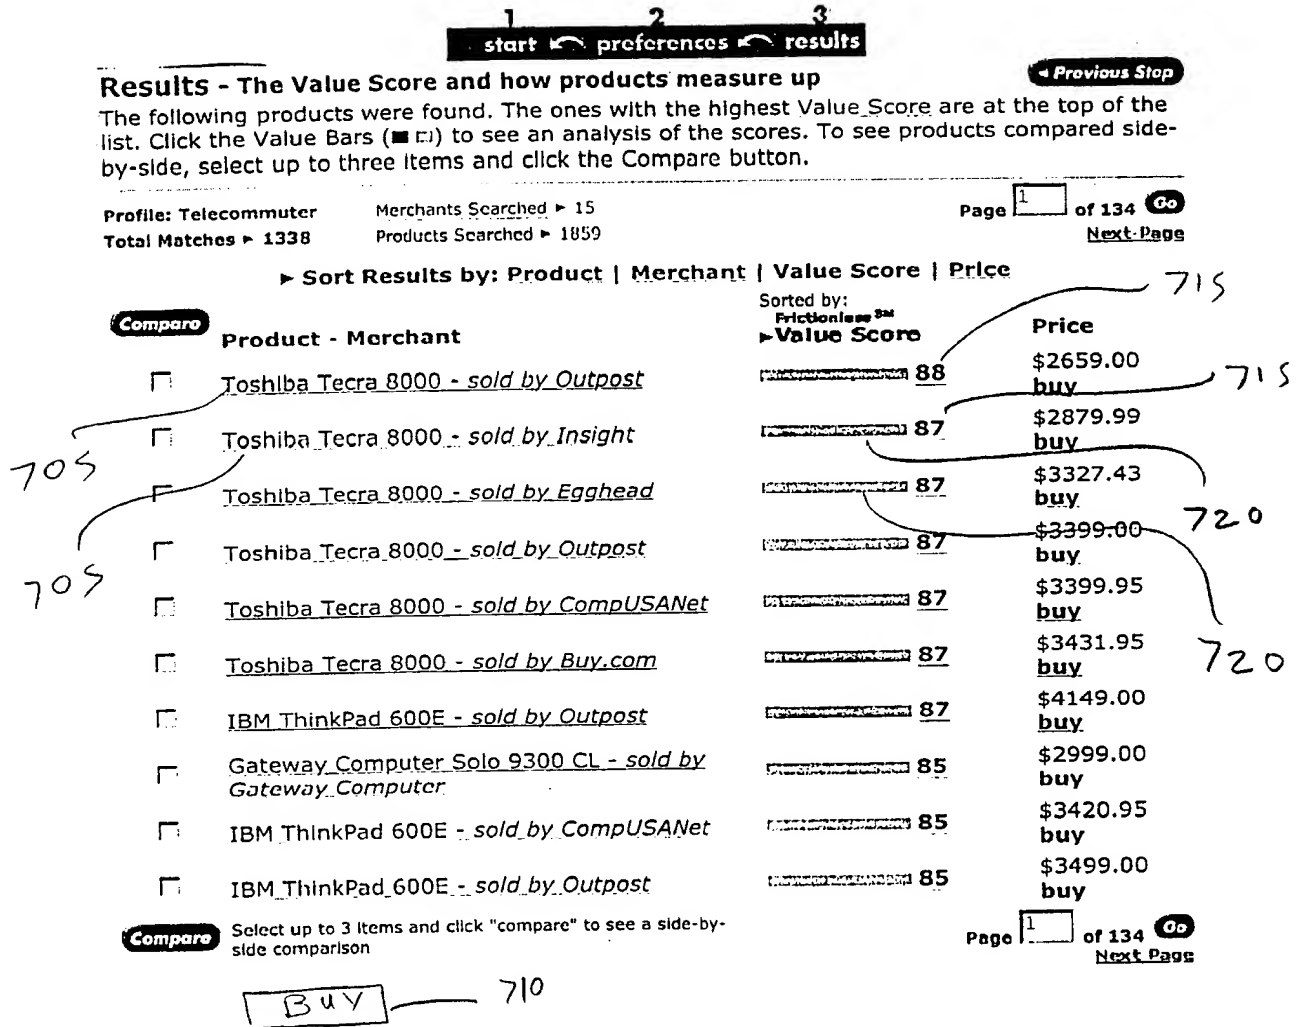 1 2 3
start preferences results
Results - The Value Score and how products measure up
◄ Previous Step
The following products were found. The ones with the highest Value Score are at the top of the
list. Click the Value Bars (■ □) to see an analysis of the scores. To see products compared side-
by-side, select up to three items and click the Compare button.
Profile: Telecommuter Merchants Searched ► 15 Page 1 of 134 Go
Total Matches ► 1338 Products Searched ► 1859 Next Page
► Sort Results by: Product | Merchant | Value Score | Price
715
Sorted by:
Frictionless SM
Compare Product - Merchant ►Value Score Price
Toshiba Tecra 8000 - sold by Outpost 88 $2659.00
buy
715
Toshiba Tecra 8000 - sold by Insight 87 $2879.99
buy
705
Toshiba Tecra 8000 - sold by Egghead 87 $3327.43
buy
720
Toshiba Tecra 8000 - sold by Outpost 87 $3399.00
buy
705
Toshiba Tecra 8000 - sold by CompUSANet 87 $3399.95
buy
Toshiba Tecra 8000 - sold by Buy.com 87 $3431.95
buy
720
IBM ThinkPad 600E - sold by Outpost 87 $4149.00
buy
Gateway Computer Solo 9300 CL - sold by 85 $2999.00
Gateway Computer buy
IBM ThinkPad 600E - sold by CompUSANet 85 $3420.95
buy
IBM ThinkPad 600E - sold by Outpost 85 $3499.00
buy
Compare Select up to 3 items and click "compare" to see a side-by-
side comparison
Page 1 of 134 Go
Next Page
BUY 710